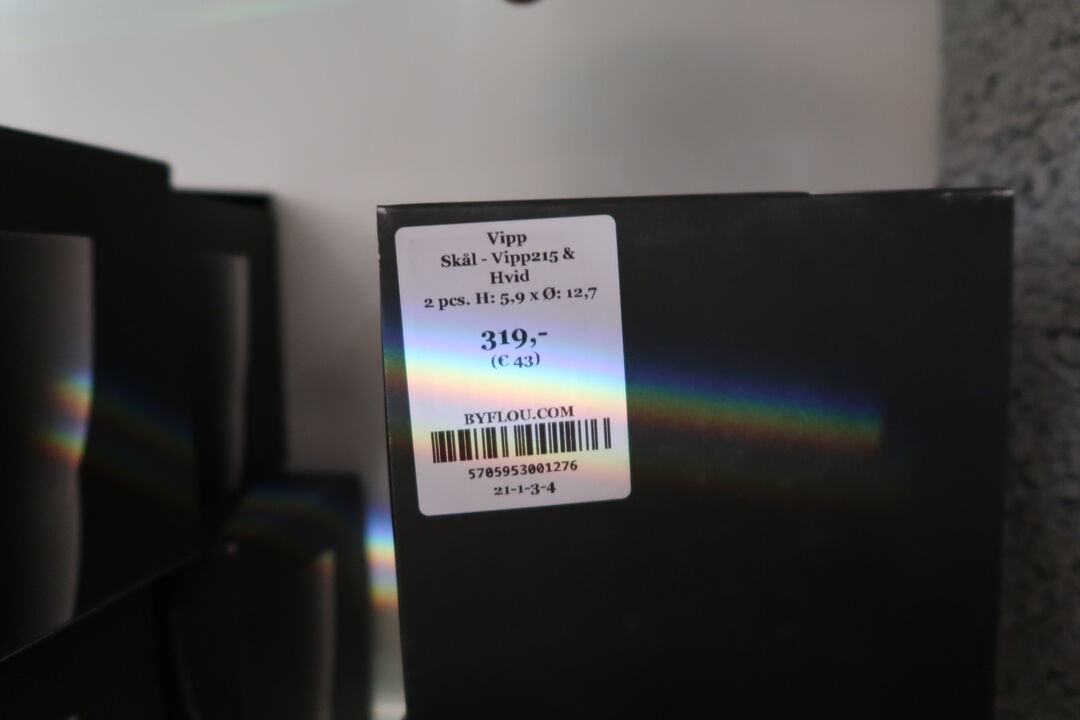 Vipp
Skål - Vipp215 &
Hvid
2 pcs. H: 5,9 x Ø: 12,7
319,-
(€ 43)
BYFLOU.COM
5705953001276
21-1-3-4